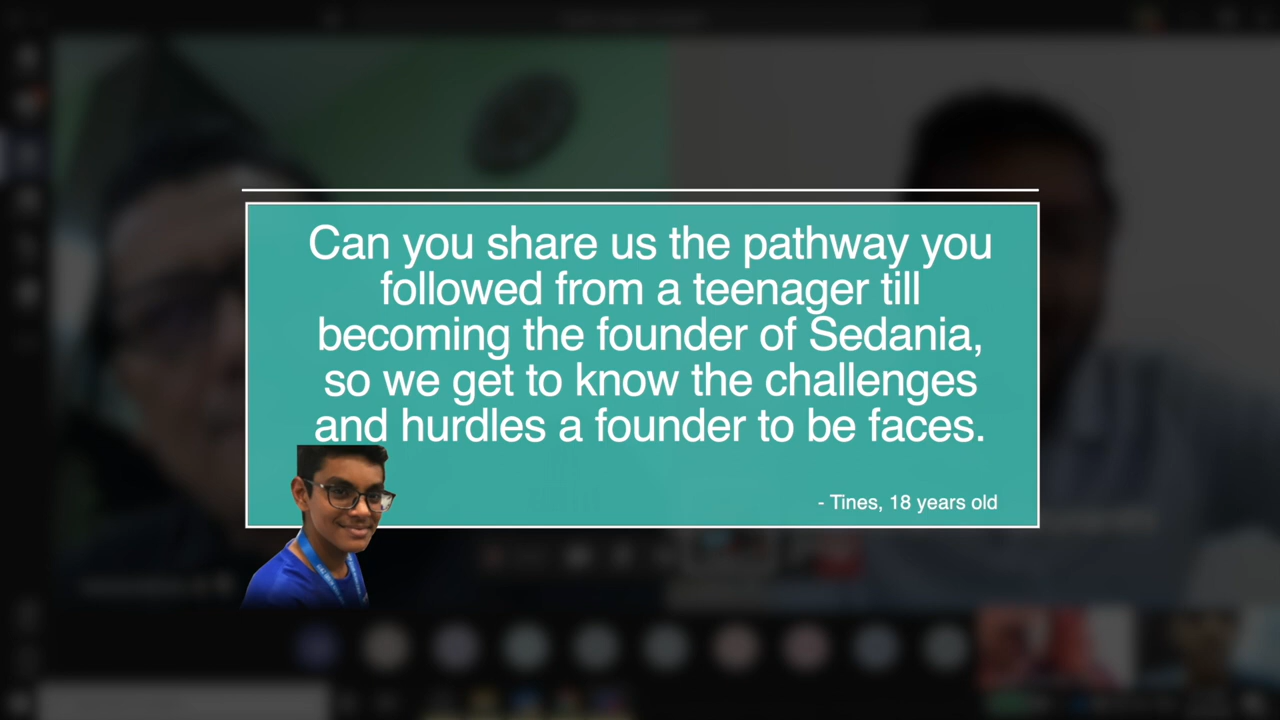 Can you share us the pathway you
followed from a teenager till
becoming the founder of Sedania,
so we get to know the challenges
and hurdles a founder to be faces.
- Tines, 18 years old